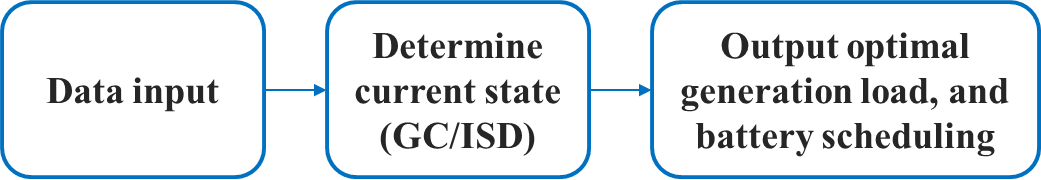 Data input
Determine
current state
(GC/ISD)
Output optimal
generation load, and
battery scheduling